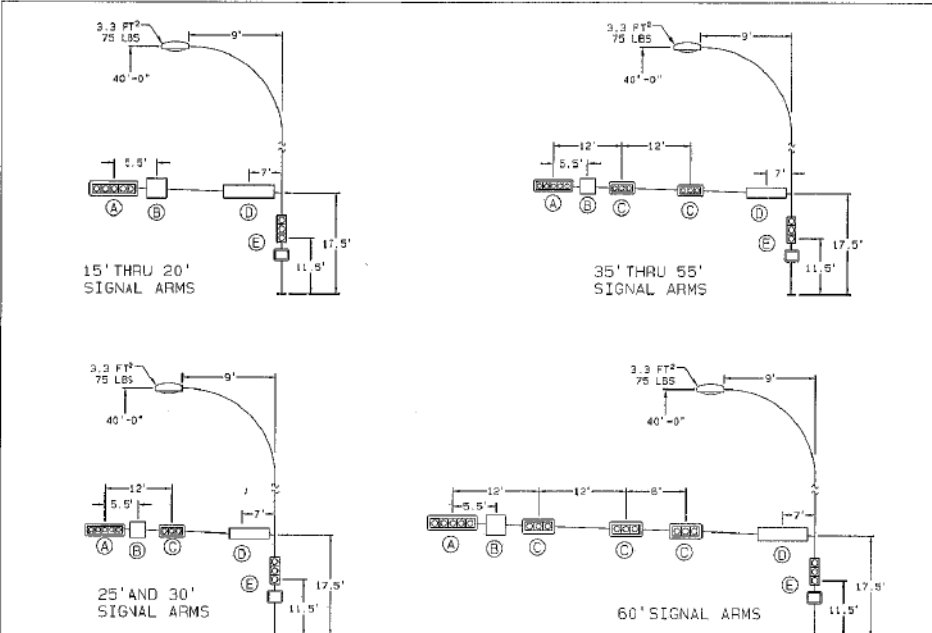 3.3 FT²
75 LBS
9'
40'-0"
5.5'
7'
A
B
D
E
17.5'
11.5'
15' THRU 20'
SIGNAL ARMS
3.3 FT²
75 LBS
9'
40'-0"
12'
12'
5.5'
7'
A
B
C
C
D
E
17.5'
11.5'
35' THRU 55'
SIGNAL ARMS
3.3 FT²
75 LBS
9'
40'-0"
12'
5.5'
7'
A
B
C
D
E
17.5'
11.5'
25' AND 30'
SIGNAL ARMS
3.3 FT²
75 LBS
9'
40'-0"
12'
12'
8'
5.5'
7'
A
B
C
C
C
D
E
17.5'
11.5'
60' SIGNAL ARMS